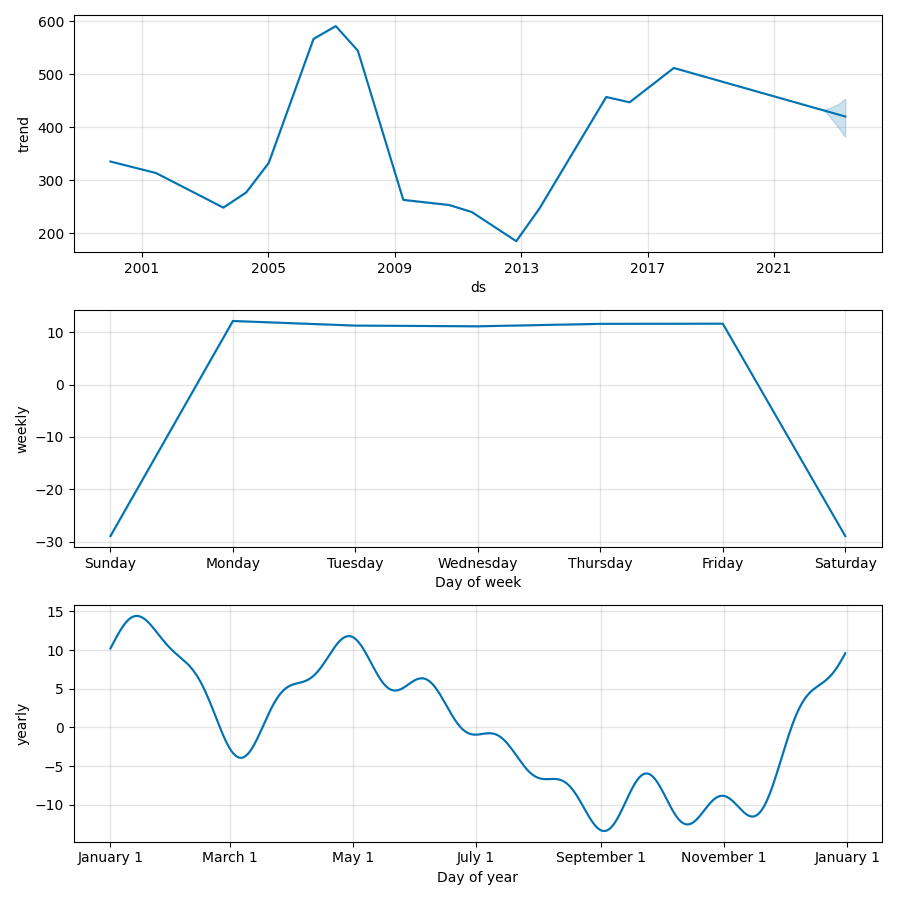 600
500
400
300
200
trend
2001 2005 2009 2013 2017 2021
ds
10
0
−10
−20
−30
weekly
Sunday Monday Tuesday Wednesday Thursday Friday Saturday
Day of week
15
10
5
0
−5
−10
yearly
January 1 March 1 May 1 July 1 September 1 November 1 January 1
Day of year